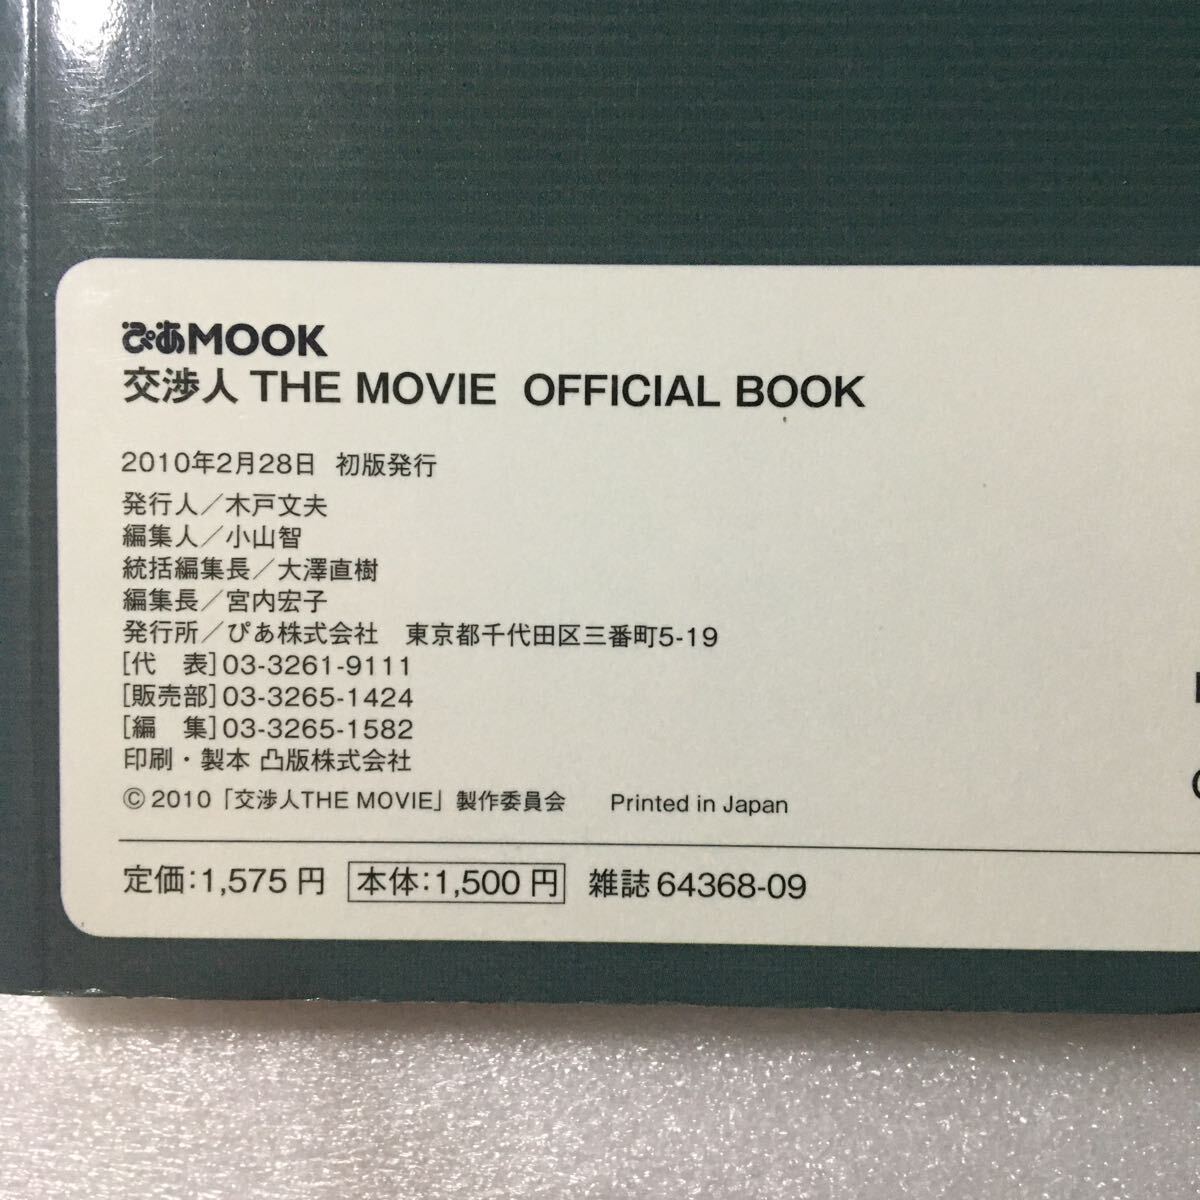 ぴあMOOK
交渉人 THE MOVIE OFFICIAL BOOK
2010年2月28日 初版発行
発行人／木戸文夫
編集人／小山智
統括編集長／大澤直樹
編集長／宮内宏子
発行所／ぴあ株式会社 東京都千代田区三番町5-19
[代 表]03-3261-9111
[販売部]03-3265-1424
[編 集]03-3265-1582
印刷・製本 凸版株式会社
©2010「交渉人THE MOVIE」製作委員会 Printed in Japan
定価:1,575円 本体:1,500円 雑誌64368-09